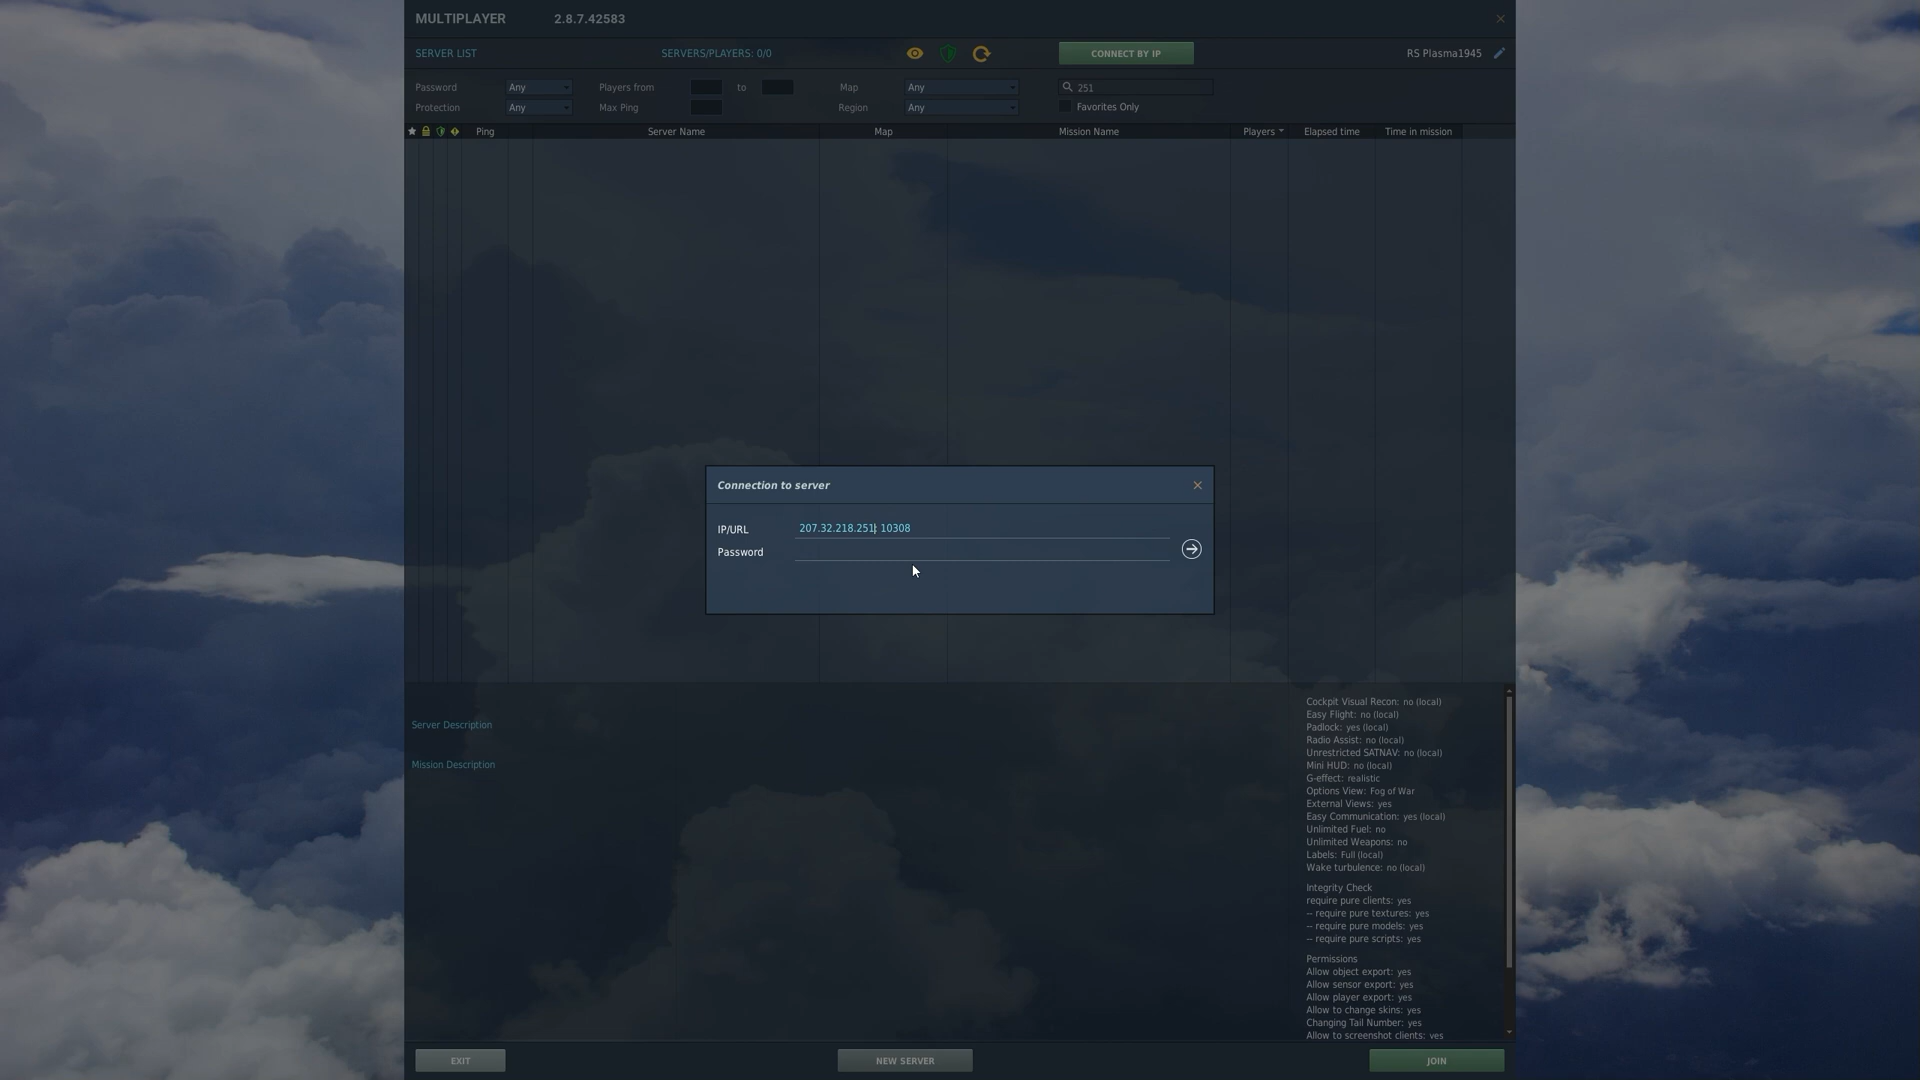 MULTIPLAYER 2.8.7.42583
SERVER LIST SERVERS/PLAYERS: 0/0 CONNECT BY IP RS Plasma1945
Password Any Players from to Map Any 251
Protection Any Max Ping Region Any Favorites Only
Ping Server Name Map Mission Name Players Elapsed time Time in mission
Connection to server
IP/URL 207.32.218.251: 10308
Password
Server Description
Mission Description
Cockpit Visual Recon: no (local)
Easy Flight: no (local)
Padlock: yes (local)
Radio Assist: no (local)
Unrestricted SATNAV: no (local)
Mini HUD: no (local)
G-effect: realistic
Options View: Fog of War
External Views: yes
Easy Communication: yes (local)
Unlimited Fuel: no
Unlimited Weapons: no
Labels: Full (local)
Wake turbulence: no (local)
Integrity Check
require pure clients: yes
-- require pure textures: yes
-- require pure models: yes
-- require pure scripts: yes
Permissions
Allow object export: yes
Allow sensor export: yes
Allow player export: yes
Allow to change skins: yes
Changing Tail Number: yes
Allow to screenshot clients: yes
EXIT NEW SERVER JOIN